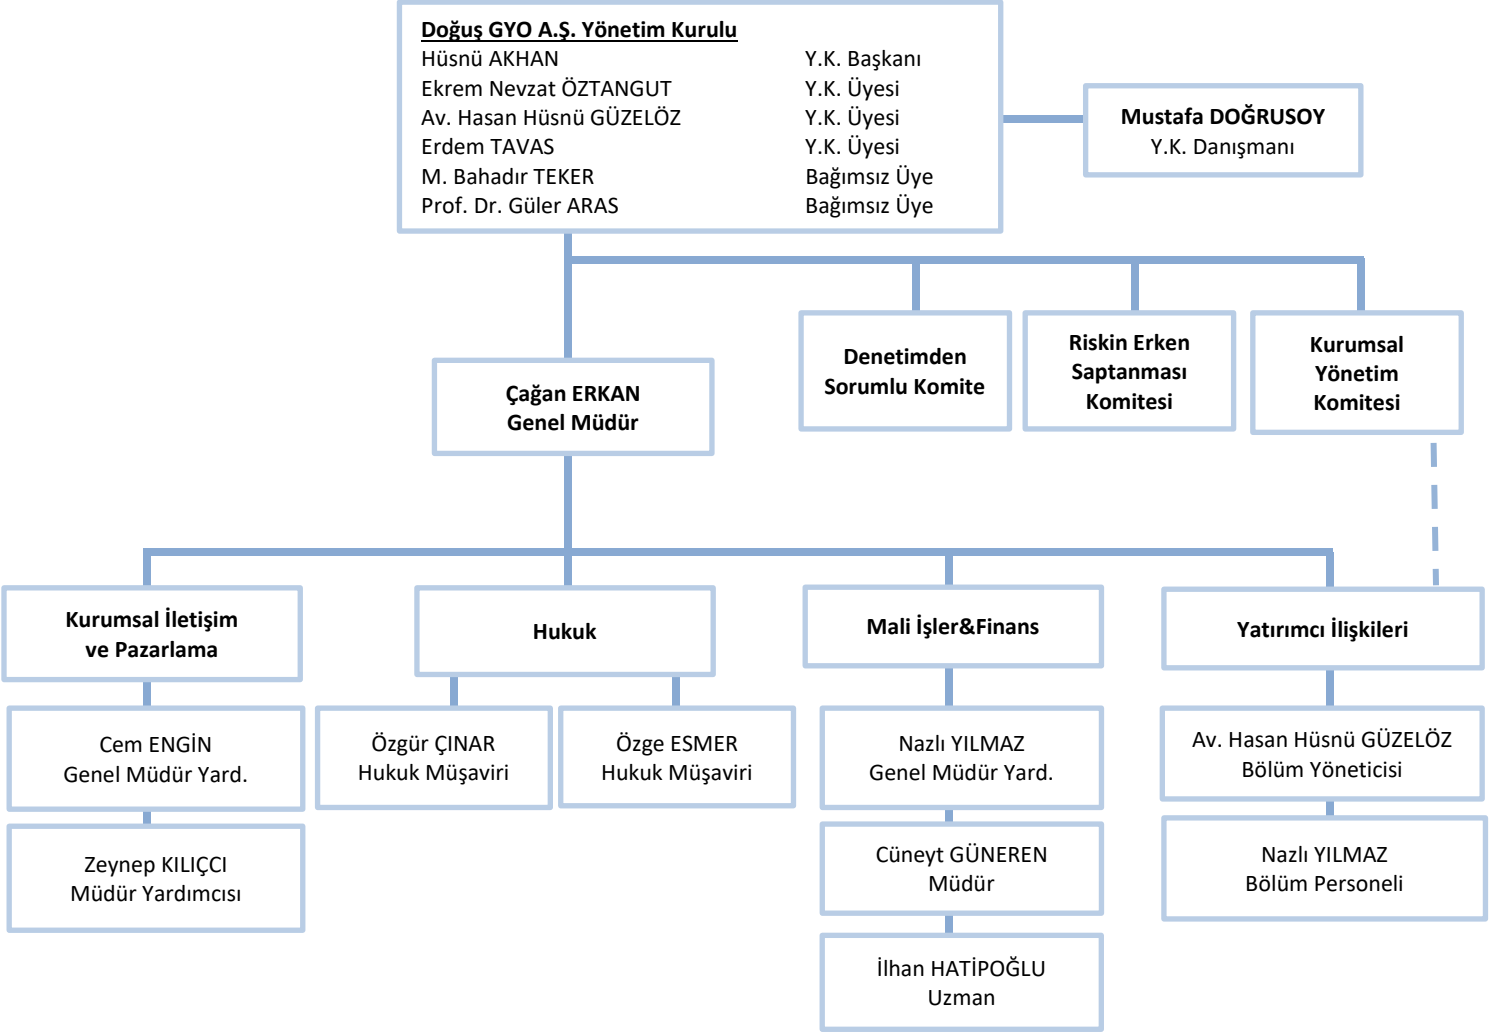 Doğuş GYO A.Ş. Yönetim Kurulu
Hüsnü AKHAN Y.K. Başkanı
Ekrem Nevzat ÖZTANGUT Y.K. Üyesi
Av. Hasan Hüsnü GÜZELÖZ Y.K. Üyesi
Erdem TAVAS Y.K. Üyesi
M. Bahadır TEKER Bağımsız Üye
Prof. Dr. Güler ARAS Bağımsız Üye
Mustafa DOĞRUSOY
Y.K. Danışmanı
Denetimden
Sorumlu Komite
Riskin Erken
Saptanması
Komitesi
Kurumsal
Yönetim
Komitesi
Çağan ERKAN
Genel Müdür
Kurumsal İletişim
ve Pazarlama
Hukuk
Mali İşler&Finans
Yatırımcı İlişkileri
Cem ENGİN
Genel Müdür Yard.
Özgür ÇINAR
Hukuk Müşaviri
Özge ESMER
Hukuk Müşaviri
Nazlı YILMAZ
Genel Müdür Yard.
Av. Hasan Hüsnü GÜZELÖZ
Bölüm Yöneticisi
Zeynep KILIÇCI
Müdür Yardımcısı
Cüneyt GÜNEREN
Müdür
Nazlı YILMAZ
Bölüm Personeli
İlhan HATİPOĞLU
Uzman